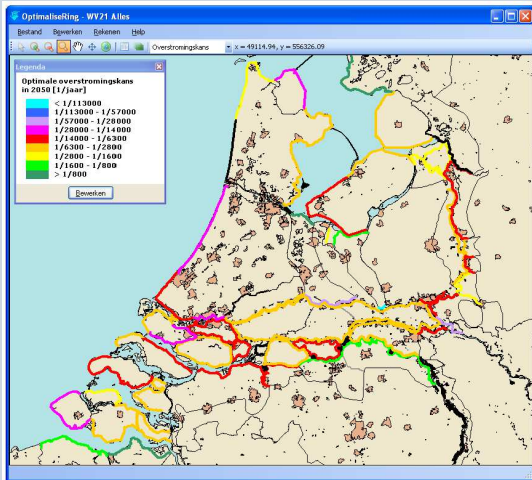 OptimaliseRing - WV21 Alles
Bestand Bewerken Rekenen Help
Overstromingskans x = 49114.94, y = 556326.09
Legenda
Optimale overstromingskans
in 2050 [1/jaar]
< 1/113000
1/113000 - 1/57000
1/57000 - 1/28000
1/28000 - 1/14000
1/14000 - 1/6300
1/6300 - 1/2800
1/2800 - 1/1600
1/1600 - 1/800
> 1/800
Bewerken